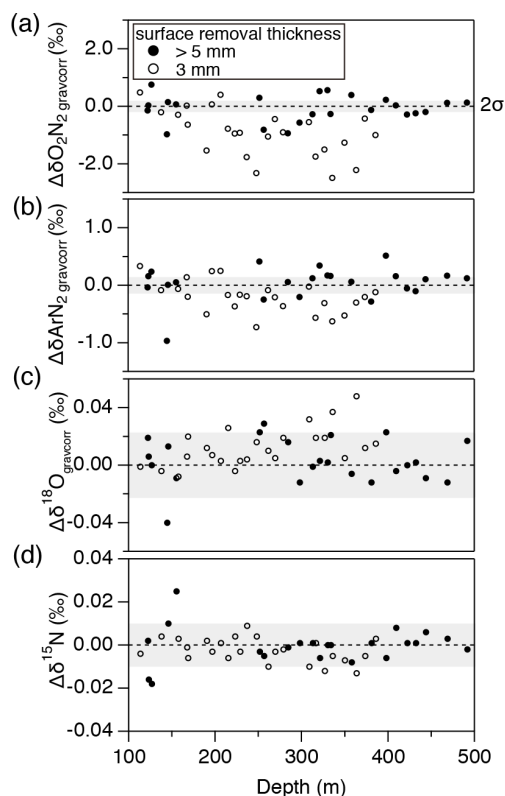 (a)
ΔδO₂N₂ gravcorr (‰)
2.0
0.0
-2.0
surface removal thickness
> 5 mm
3 mm
2σ
(b)
ΔδArN₂ gravcorr (‰)
1.0
0.0
-1.0
(c)
Δδ¹⁸O gravcorr (‰)
0.04
0.00
-0.04
(d)
Δδ¹⁵N (‰)
0.04
0.02
0.00
-0.02
-0.04
100 200 300 400 500
Depth (m)